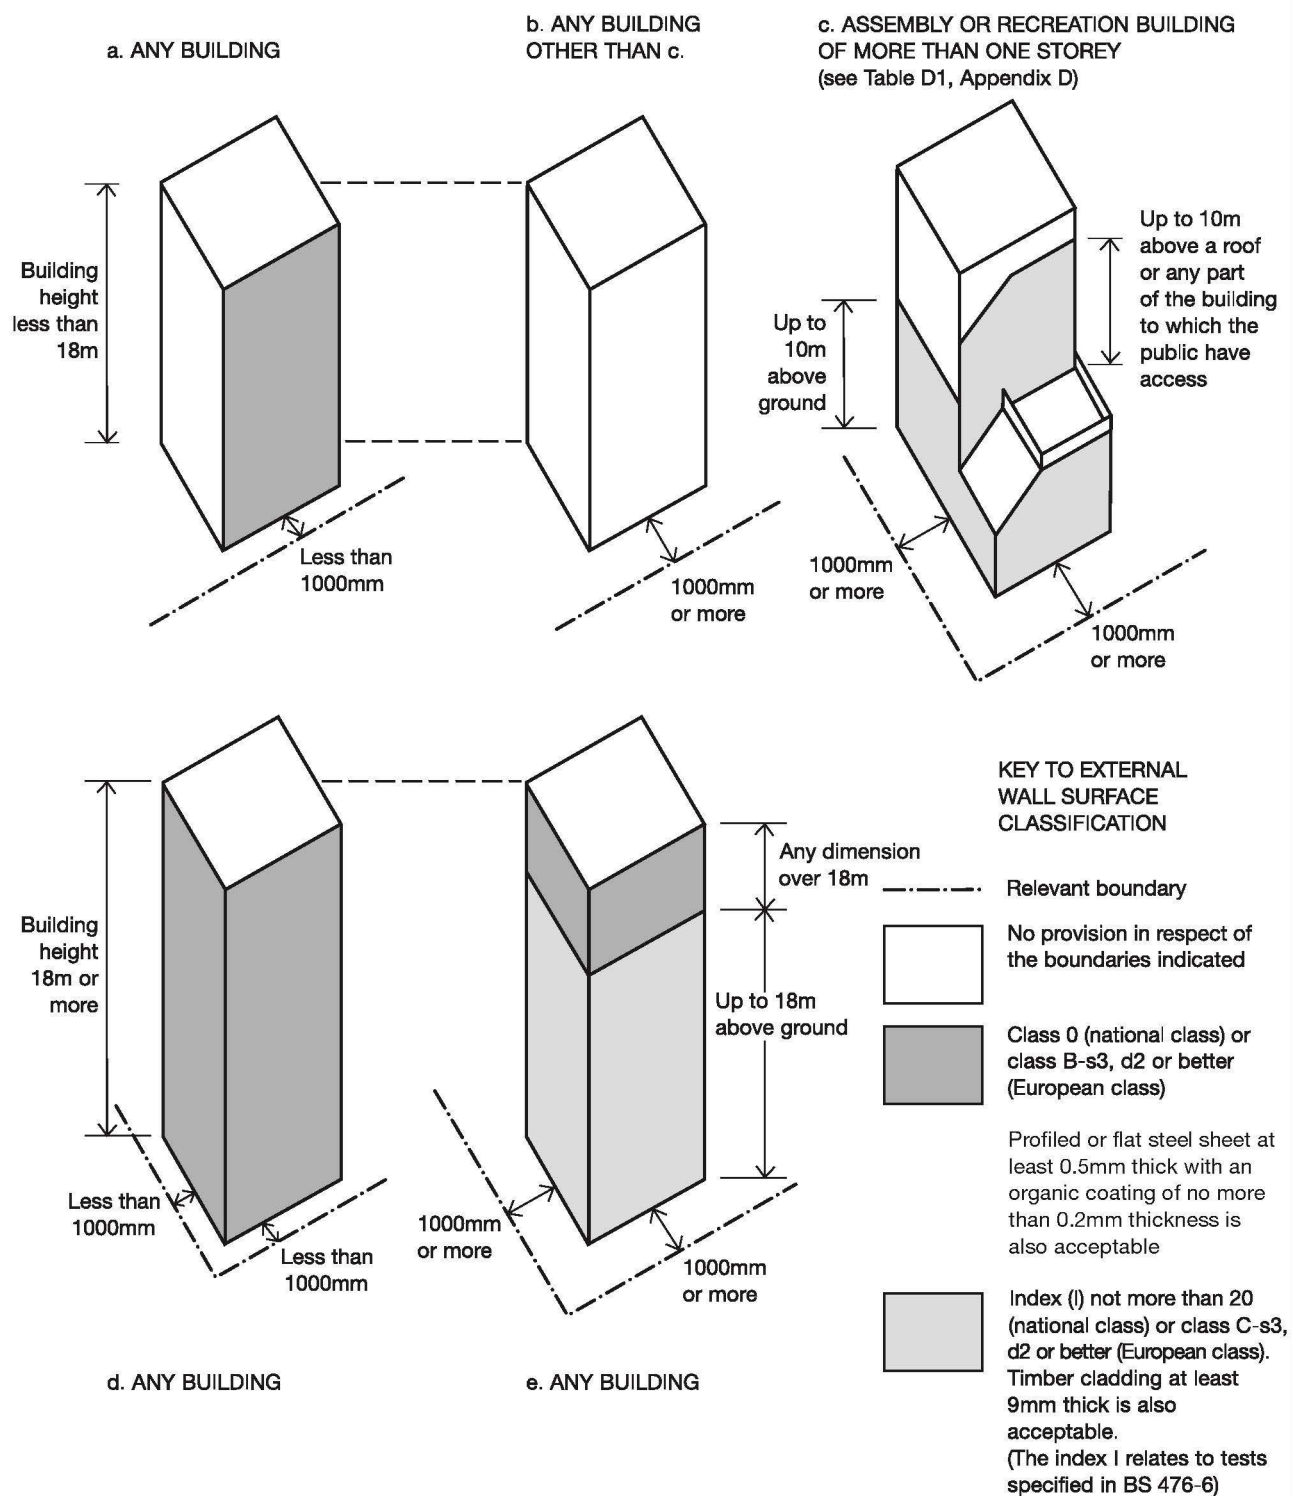 a. ANY BUILDING
b. ANY BUILDING
OTHER THAN c.
c. ASSEMBLY OR RECREATION BUILDING
OF MORE THAN ONE STOREY
(see Table D1, Appendix D)
Building
height
less than
18m
Less than
1000mm
1000mm
or more
Up to
10m
above
ground
Up to 10m
above a roof
or any part
of the building
to which the
public have
access
1000mm
or more
1000mm
or more
Building
height
18m or
more
Less than
1000mm
Less than
1000mm
d. ANY BUILDING
Any dimension
over 18m
Up to 18m
above ground
1000mm
or more
1000mm
or more
e. ANY BUILDING
KEY TO EXTERNAL
WALL SURFACE
CLASSIFICATION
Relevant boundary
No provision in respect of
the boundaries indicated
Class 0 (national class) or
class B-s3, d2 or better
(European class)
Profiled or flat steel sheet at
least 0.5mm thick with an
organic coating of no more
than 0.2mm thickness is
also acceptable
Index (I) not more than 20
(national class) or class C-s3,
d2 or better (European class).
Timber cladding at least
9mm thick is also
acceptable.
(The index I relates to tests
specified in BS 476-6)